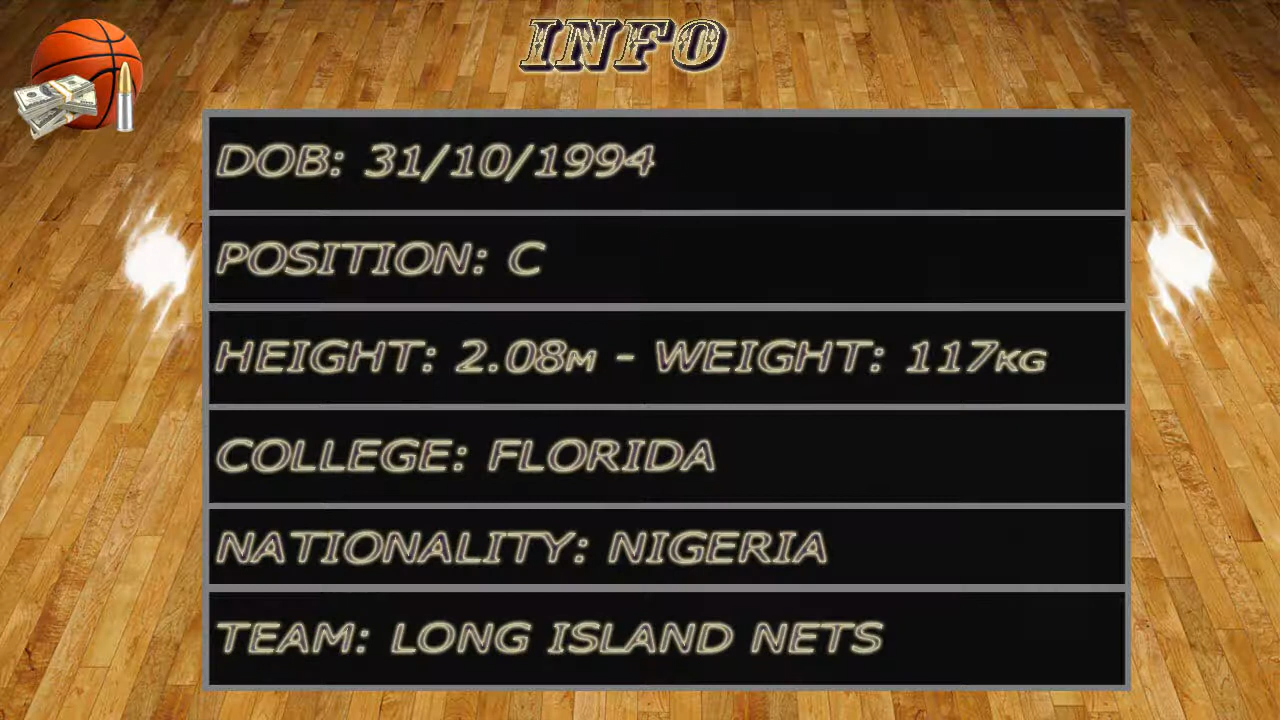 INFO
DOB: 31/10/1994
POSITION: C
HEIGHT: 2.08M - WEIGHT: 117KG
COLLEGE: FLORIDA
NATIONALITY: NIGERIA
TEAM: LONG ISLAND NETS